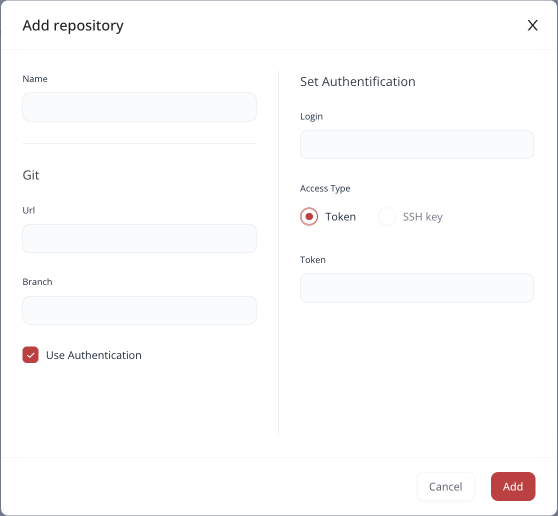 Add repository
Name
Git
Url
Branch
Use Authentication
Set Authentification
Login
Access Type
Token
SSH key
Token
Cancel
Add